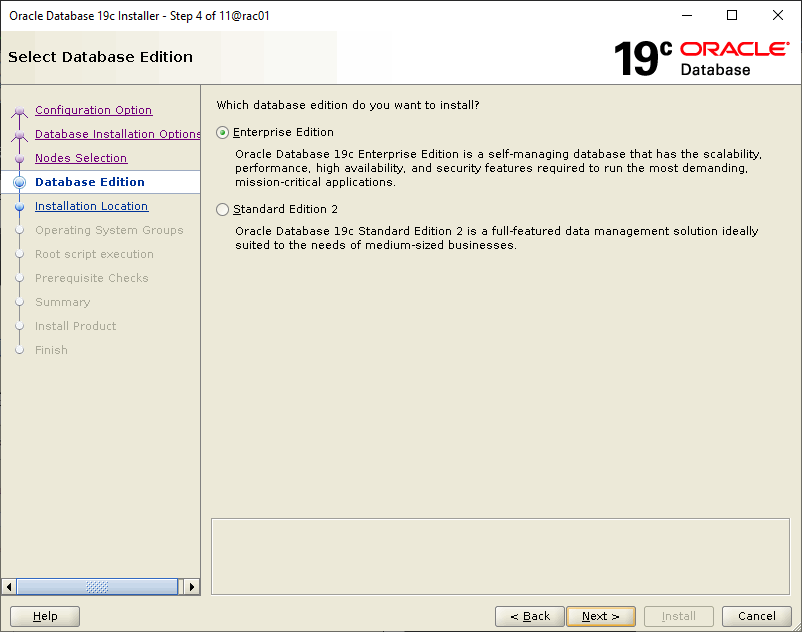 Oracle Database 19c Installer - Step 4 of 11@rac01
Select Database Edition
19c ORACLE
Database
Configuration Option
Database Installation Options
Nodes Selection
Database Edition
Installation Location
Operating System Groups
Root script execution
Prerequisite Checks
Summary
Install Product
Finish
Which database edition do you want to install?
Enterprise Edition
Oracle Database 19c Enterprise Edition is a self-managing database that has the scalability,
performance, high availability, and security features required to run the most demanding,
mission-critical applications.
Standard Edition 2
Oracle Database 19c Standard Edition 2 is a full-featured data management solution ideally
suited to the needs of medium-sized businesses.
Help
< Back
Next >
Install
Cancel